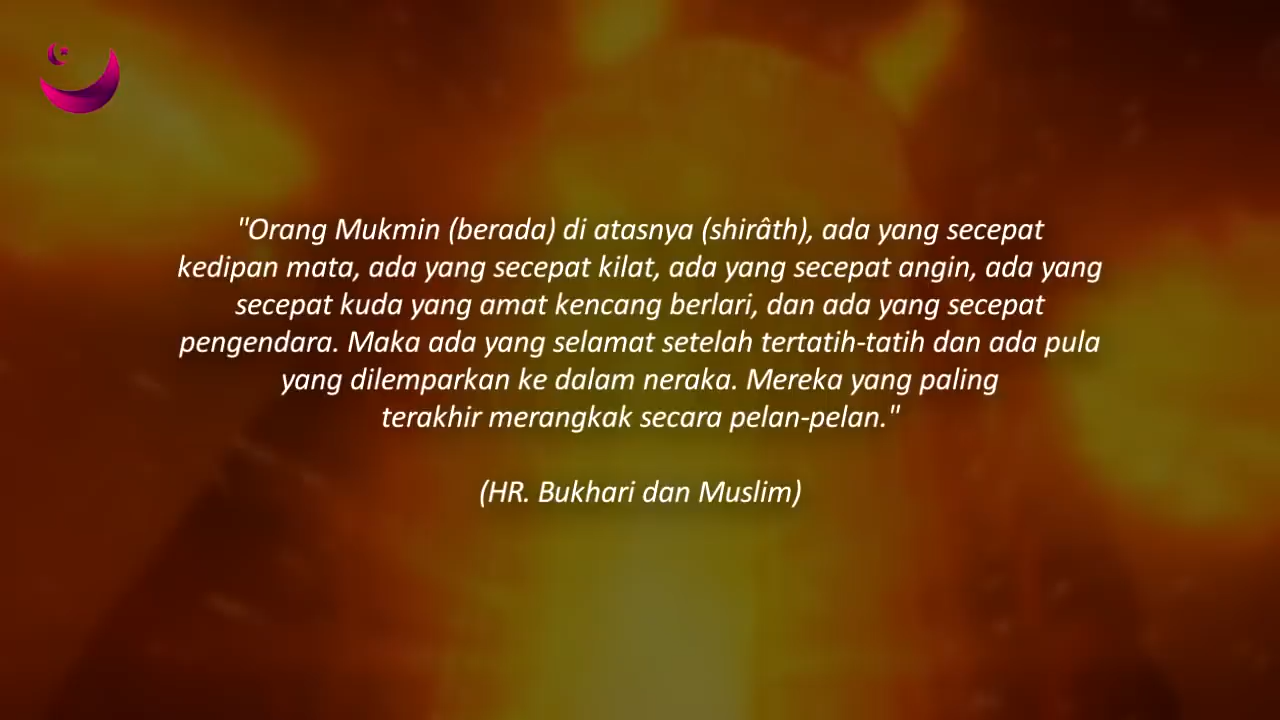 "Orang Mukmin (berada) di atasnya (shirâth), ada yang secepat
kedipan mata, ada yang secepat kilat, ada yang secepat angin, ada yang
secepat kuda yang amat kencang berlari, dan ada yang secepat
pengendara. Maka ada yang selamat setelah tertatih-tatih dan ada pula
yang dilemparkan ke dalam neraka. Mereka yang paling
terakhir merangkak secara pelan-pelan."
(HR. Bukhari dan Muslim)